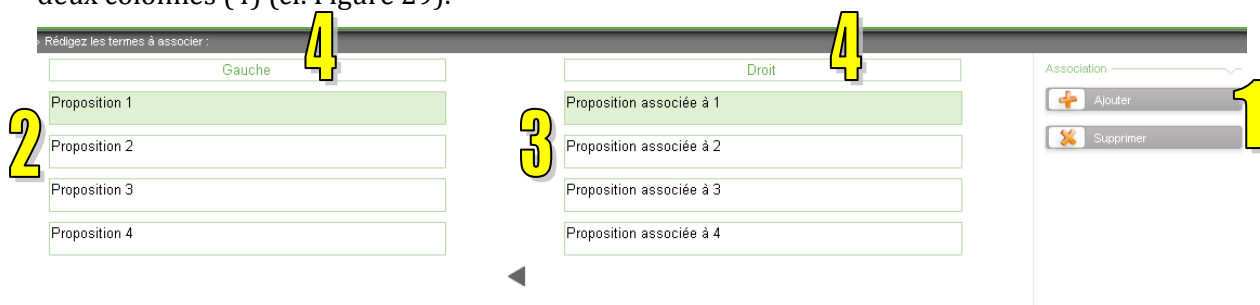 deux colonnes (4) (cf. Figure 29).
Rédigez les termes à associer :
4
4
Gauche
Droit
Association
1
2
Proposition 1
3
Proposition associée à 1
Ajouter
Proposition 2
Proposition associée à 2
Supprimer
Proposition 3
Proposition associée à 3
Proposition 4
Proposition associée à 4